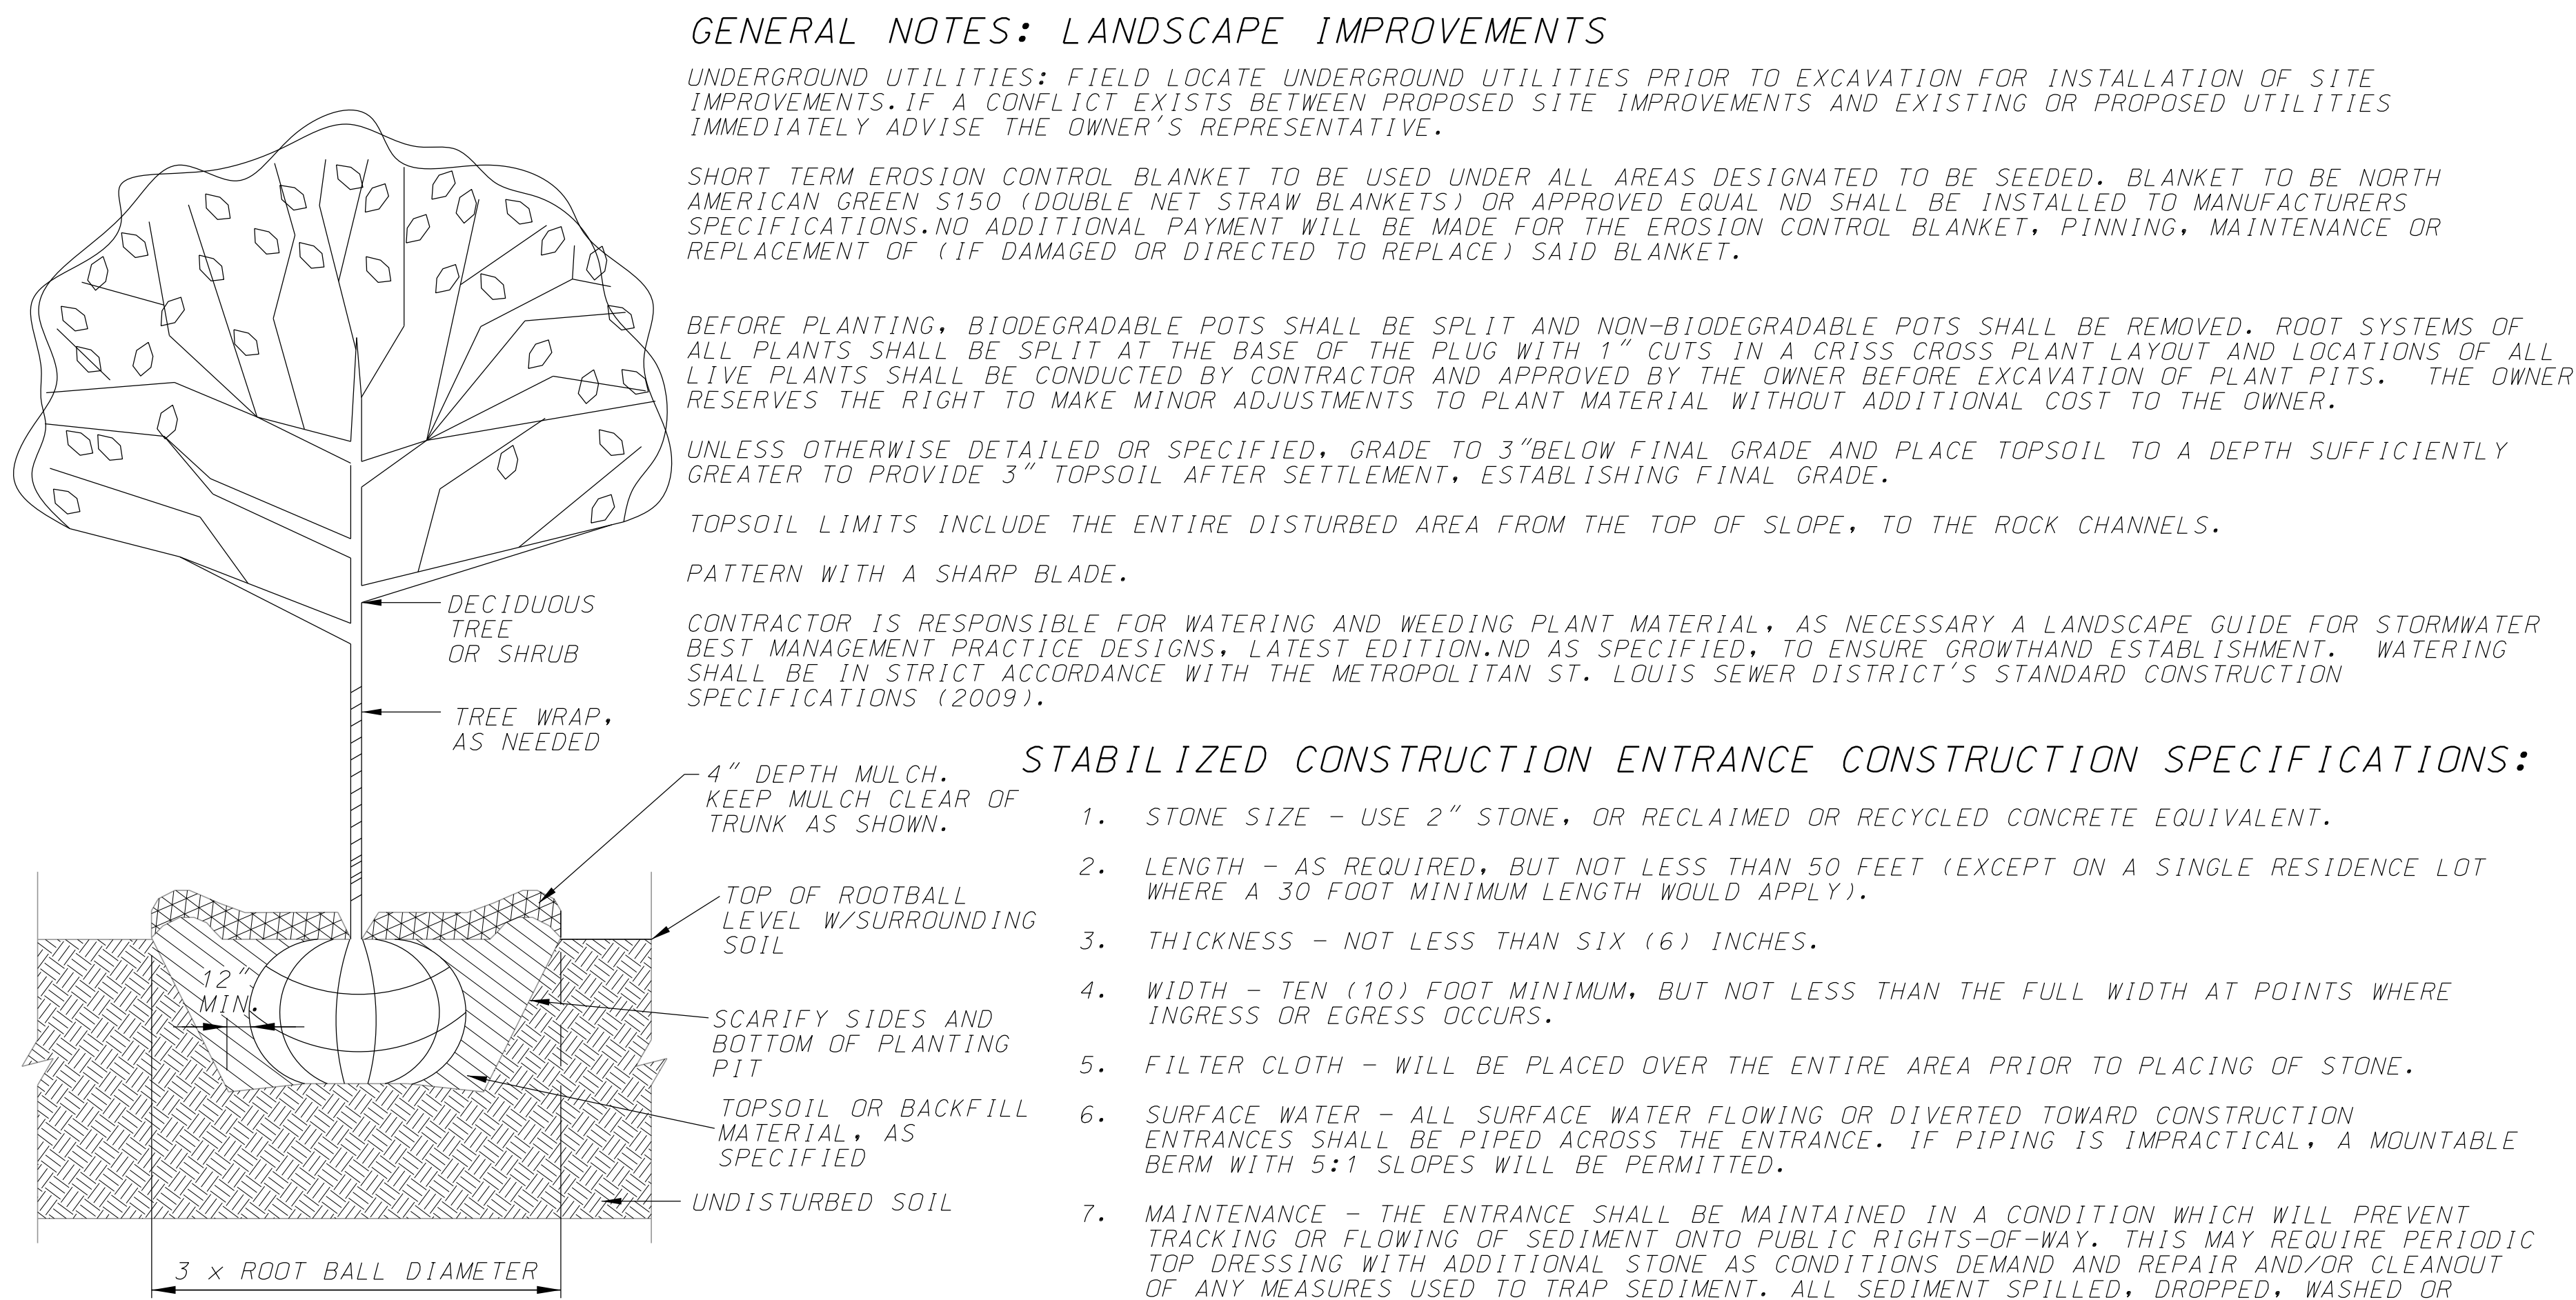 GENERAL NOTES: LANDSCAPE IMPROVEMENTS
UNDERGROUND UTILITIES: FIELD LOCATE UNDERGROUND UTILITIES PRIOR TO EXCAVATION FOR INSTALLATION OF SITE
IMPROVEMENTS.IF A CONFLICT EXISTS BETWEEN PROPOSED SITE IMPROVEMENTS AND EXISTING OR PROPOSED UTILITIES
IMMEDIATELY ADVISE THE OWNER'S REPRESENTATIVE.
SHORT TERM EROSION CONTROL BLANKET TO BE USED UNDER ALL AREAS DESIGNATED TO BE SEEDED. BLANKET TO BE NORTH
AMERICAN GREEN S150 (DOUBLE NET STRAW BLANKETS) OR APPROVED EQUAL ND SHALL BE INSTALLED TO MANUFACTURERS
SPECIFICATIONS.NO ADDITIONAL PAYMENT WILL BE MADE FOR THE EROSION CONTROL BLANKET, PINNING, MAINTENANCE OR
REPLACEMENT OF (IF DAMAGED OR DIRECTED TO REPLACE) SAID BLANKET.
BEFORE PLANTING, BIODEGRADABLE POTS SHALL BE SPLIT AND NON-BIODEGRADABLE POTS SHALL BE REMOVED. ROOT SYSTEMS OF
ALL PLANTS SHALL BE SPLIT AT THE BASE OF THE PLUG WITH 1" CUTS IN A CRISS CROSS PLANT LAYOUT AND LOCATIONS OF ALL
LIVE PLANTS SHALL BE CONDUCTED BY CONTRACTOR AND APPROVED BY THE OWNER BEFORE EXCAVATION OF PLANT PITS.  THE OWNER
RESERVES THE RIGHT TO MAKE MINOR ADJUSTMENTS TO PLANT MATERIAL WITHOUT ADDITIONAL COST TO THE OWNER.
UNLESS OTHERWISE DETAILED OR SPECIFIED, GRADE TO 3"BELOW FINAL GRADE AND PLACE TOPSOIL TO A DEPTH SUFFICIENTLY
GREATER TO PROVIDE 3" TOPSOIL AFTER SETTLEMENT, ESTABLISHING FINAL GRADE.
TOPSOIL LIMITS INCLUDE THE ENTIRE DISTURBED AREA FROM THE TOP OF SLOPE, TO THE ROCK CHANNELS.
PATTERN WITH A SHARP BLADE.
CONTRACTOR IS RESPONSIBLE FOR WATERING AND WEEDING PLANT MATERIAL, AS NECESSARY A LANDSCAPE GUIDE FOR STORMWATER
BEST MANAGEMENT PRACTICE DESIGNS, LATEST EDITION.ND AS SPECIFIED, TO ENSURE GROWTHAND ESTABLISHMENT.  WATERING
SHALL BE IN STRICT ACCORDANCE WITH THE METROPOLITAN ST. LOUIS SEWER DISTRICT'S STANDARD CONSTRUCTION
SPECIFICATIONS (2009).
DECIDUOUS
TREE
OR SHRUB
TREE WRAP,
AS NEEDED
4" DEPTH MULCH.
KEEP MULCH CLEAR OF
TRUNK AS SHOWN.
TOP OF ROOTBALL
LEVEL W/SURROUNDING
SOIL
12"
MIN.
SCARIFY SIDES AND
BOTTOM OF PLANTING
PIT
TOPSOIL OR BACKFILL
MATERIAL, AS
SPECIFIED
UNDISTURBED SOIL
3 x ROOT BALL DIAMETER
STABILIZED CONSTRUCTION ENTRANCE CONSTRUCTION SPECIFICATIONS:
1. STONE SIZE - USE 2" STONE, OR RECLAIMED OR RECYCLED CONCRETE EQUIVALENT.
2. LENGTH - AS REQUIRED, BUT NOT LESS THAN 50 FEET (EXCEPT ON A SINGLE RESIDENCE LOT
WHERE A 30 FOOT MINIMUM LENGTH WOULD APPLY).
3. THICKNESS - NOT LESS THAN SIX (6) INCHES.
4. WIDTH - TEN (10) FOOT MINIMUM, BUT NOT LESS THAN THE FULL WIDTH AT POINTS WHERE
INGRESS OR EGRESS OCCURS.
5. FILTER CLOTH - WILL BE PLACED OVER THE ENTIRE AREA PRIOR TO PLACING OF STONE.
6. SURFACE WATER - ALL SURFACE WATER FLOWING OR DIVERTED TOWARD CONSTRUCTION
ENTRANCES SHALL BE PIPED ACROSS THE ENTRANCE. IF PIPING IS IMPRACTICAL, A MOUNTABLE
BERM WITH 5:1 SLOPES WILL BE PERMITTED.
7. MAINTENANCE - THE ENTRANCE SHALL BE MAINTAINED IN A CONDITION WHICH WILL PREVENT
TRACKING OR FLOWING OF SEDIMENT ONTO PUBLIC RIGHTS-OF-WAY. THIS MAY REQUIRE PERIODIC
TOP DRESSING WITH ADDITIONAL STONE AS CONDITIONS DEMAND AND REPAIR AND/OR CLEANOUT
OF ANY MEASURES USED TO TRAP SEDIMENT. ALL SEDIMENT SPILLED, DROPPED, WASHED OR